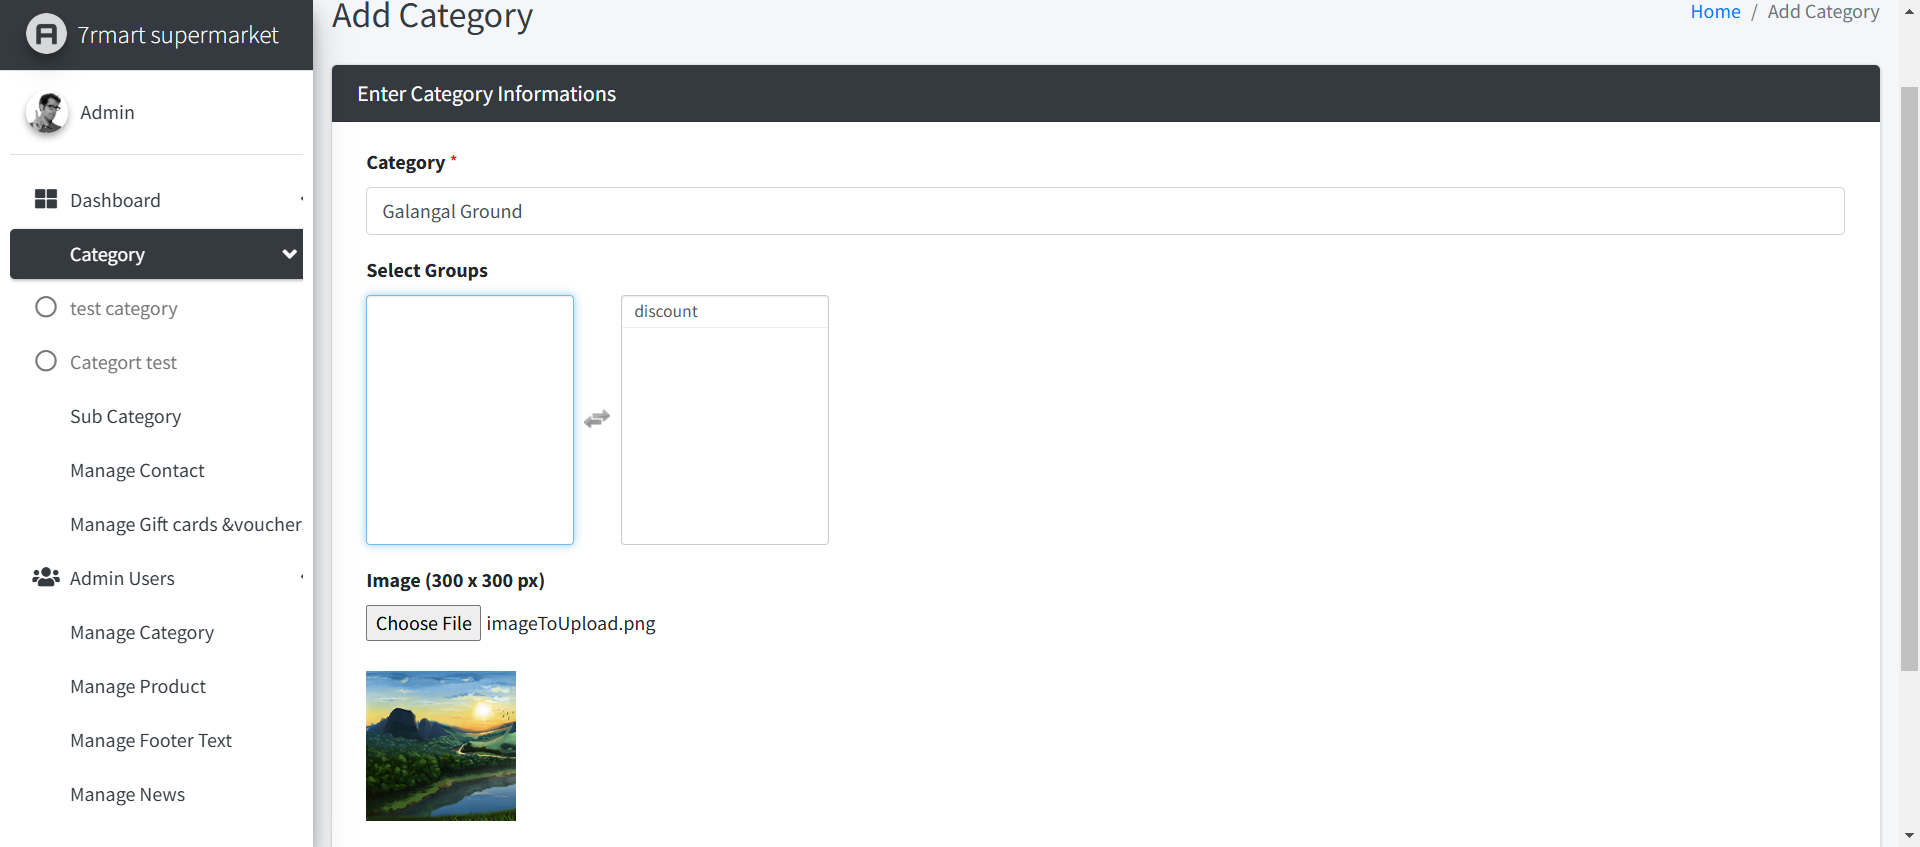 7rmart supermarket
Admin
Dashboard
Category
test category
Categort test
Sub Category
Manage Contact
Manage Gift cards &voucher
Admin Users
Manage Category
Manage Product
Manage Footer Text
Manage News
Add Category
Home / Add Category
Enter Category Informations
Category *
Galangal Ground
Select Groups
discount
Image (300 x 300 px)
Choose File imageToUpload.png